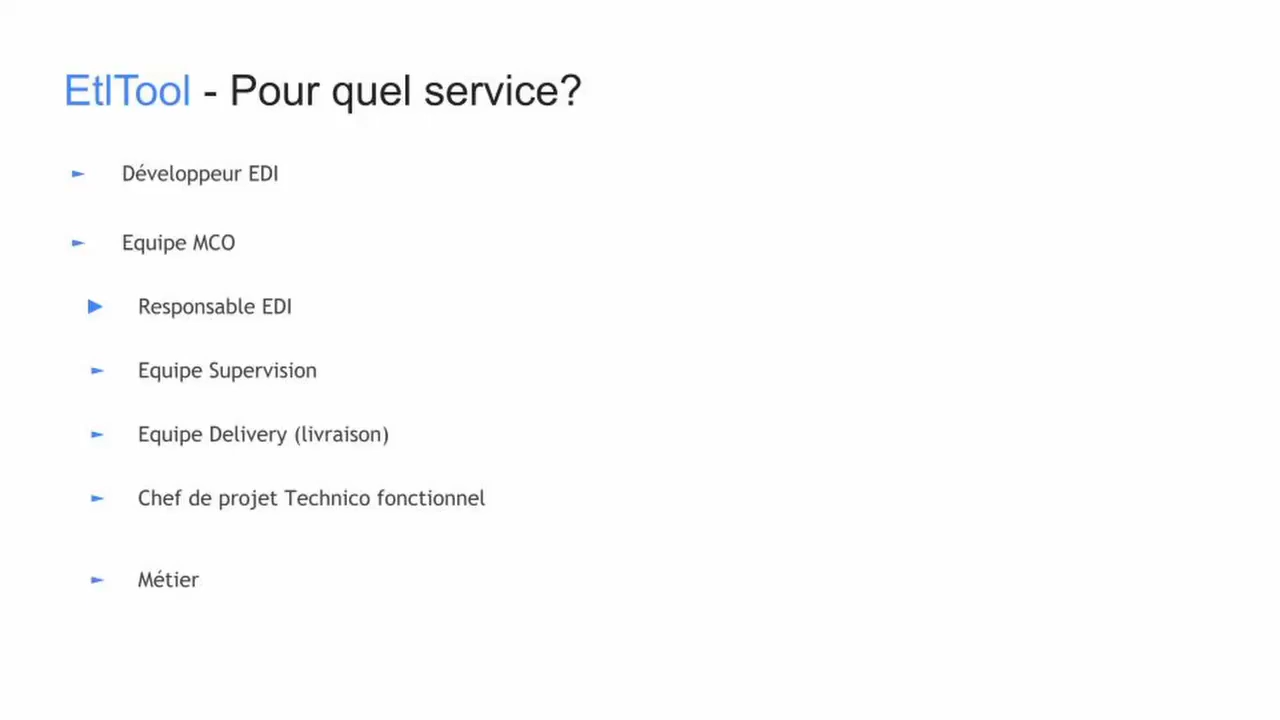 EtlTool - Pour quel service?
Développeur EDI
Equipe MCO
Responsable EDI
Equipe Supervision
Equipe Delivery (livraison)
Chef de projet Technico fonctionnel
Métier